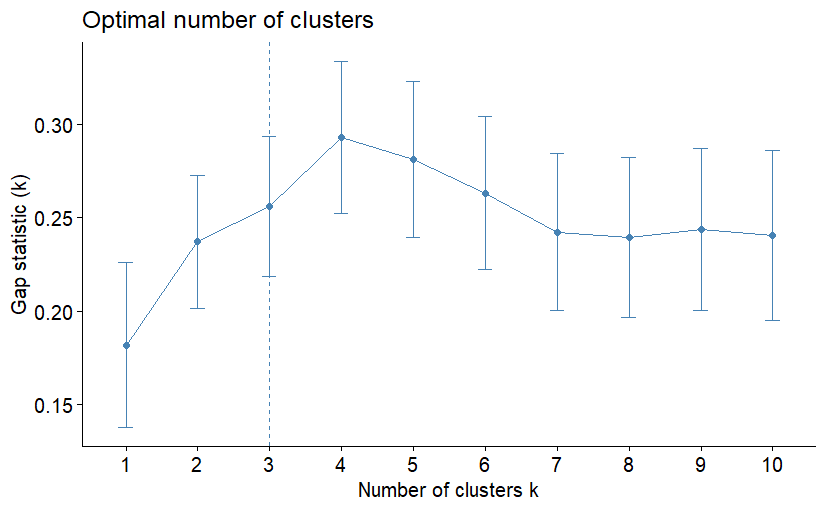 Optimal number of clusters
Gap statistic (k)
0.30
0.25
0.20
0.15
1 2 3 4 5 6 7 8 9 10
Number of clusters k